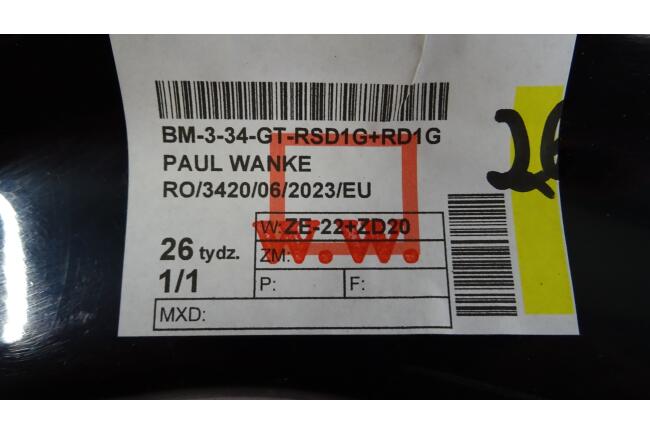 BM-3-34-GT-RSD1G+RD1G
PAUL WANKE
RO/3420/06/2023/EU
26 tydz.
1/1
W: ZE-22+ZD20
ZM:
P: F:
MXD:
W.W.